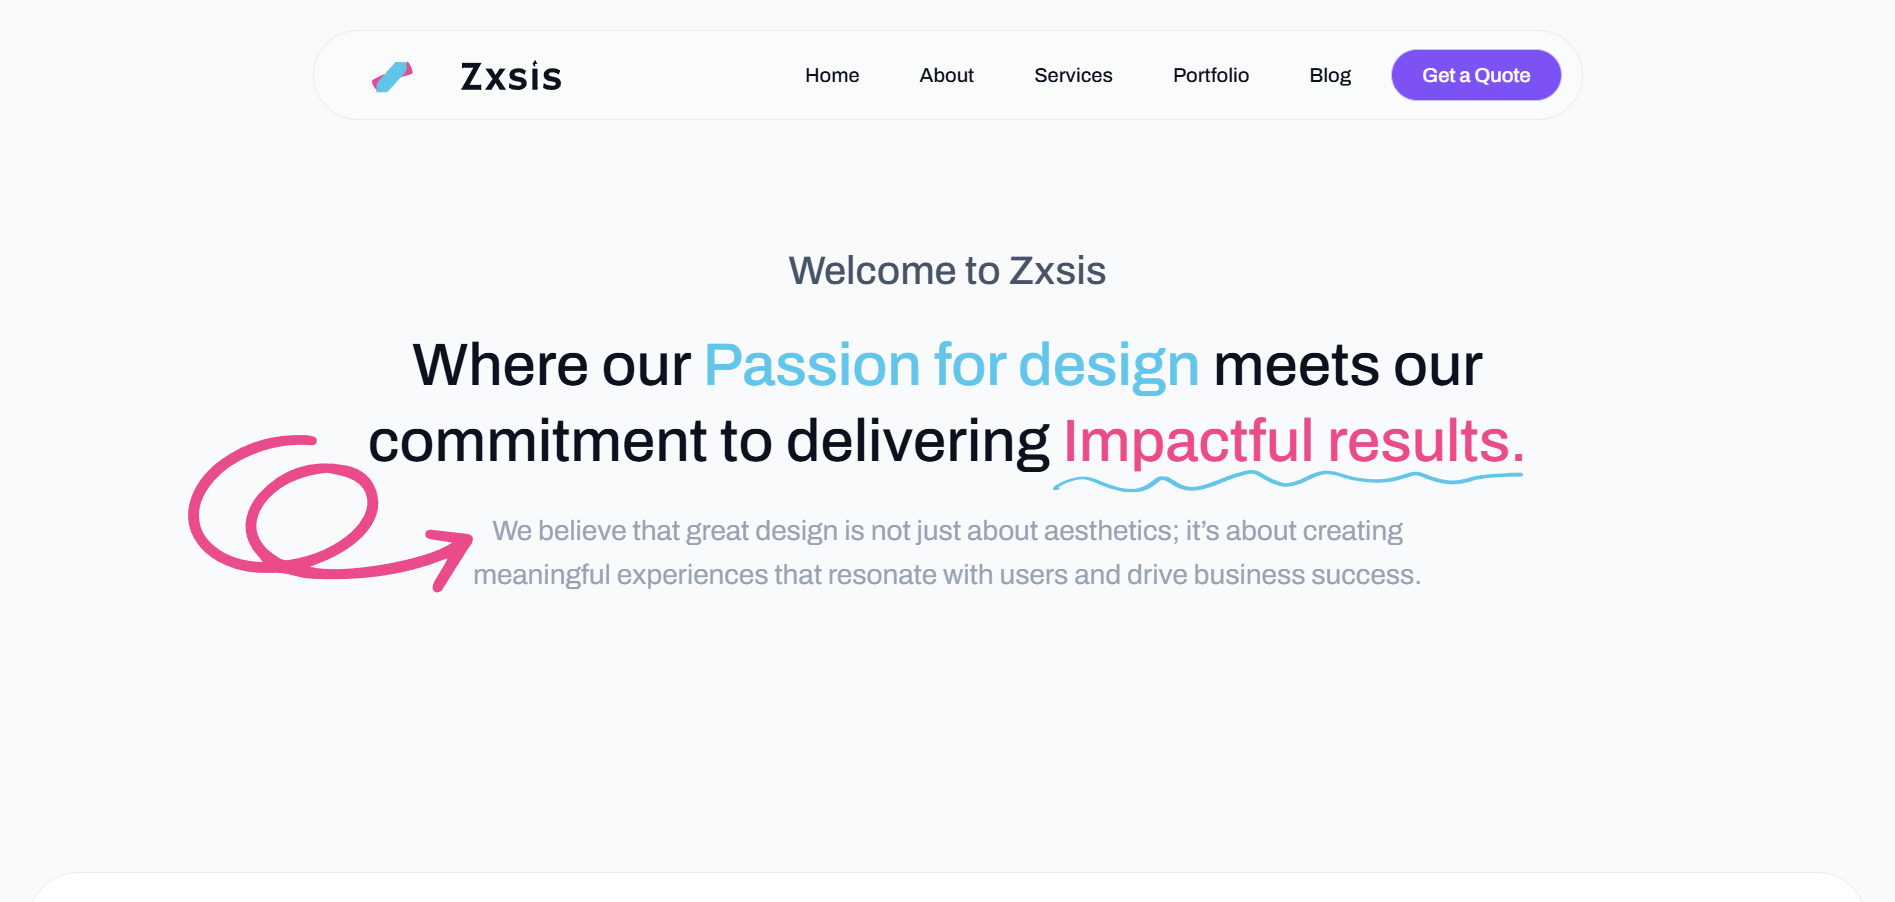 Zxsis
Home
About
Services
Portfolio
Blog
Get a Quote
Welcome to Zxsis
Where our Passion for design meets our
commitment to delivering Impactful results.
We believe that great design is not just about aesthetics; it’s about creating
meaningful experiences that resonate with users and drive business success.